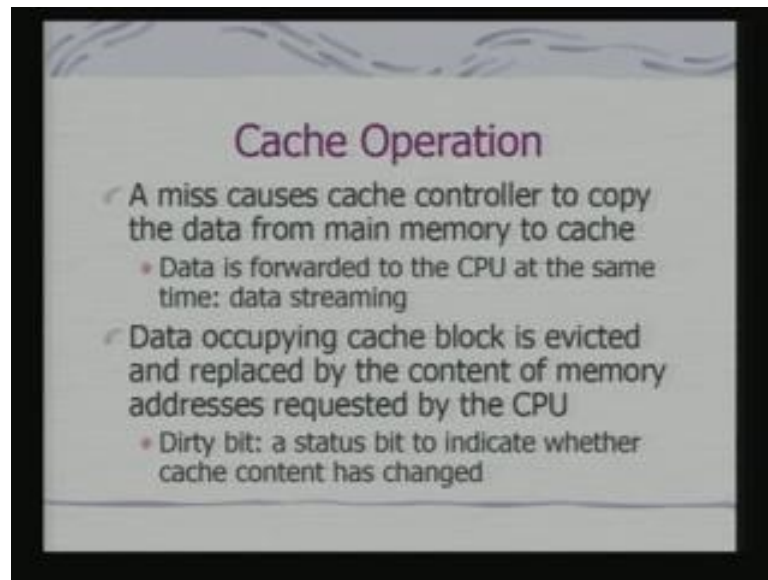 Cache Operation
A miss causes cache controller to copy
the data from main memory to cache
Data is forwarded to the CPU at the same
time: data streaming
Data occupying cache block is evicted
and replaced by the content of memory
addresses requested by the CPU
Dirty bit: a status bit to indicate whether
cache content has changed